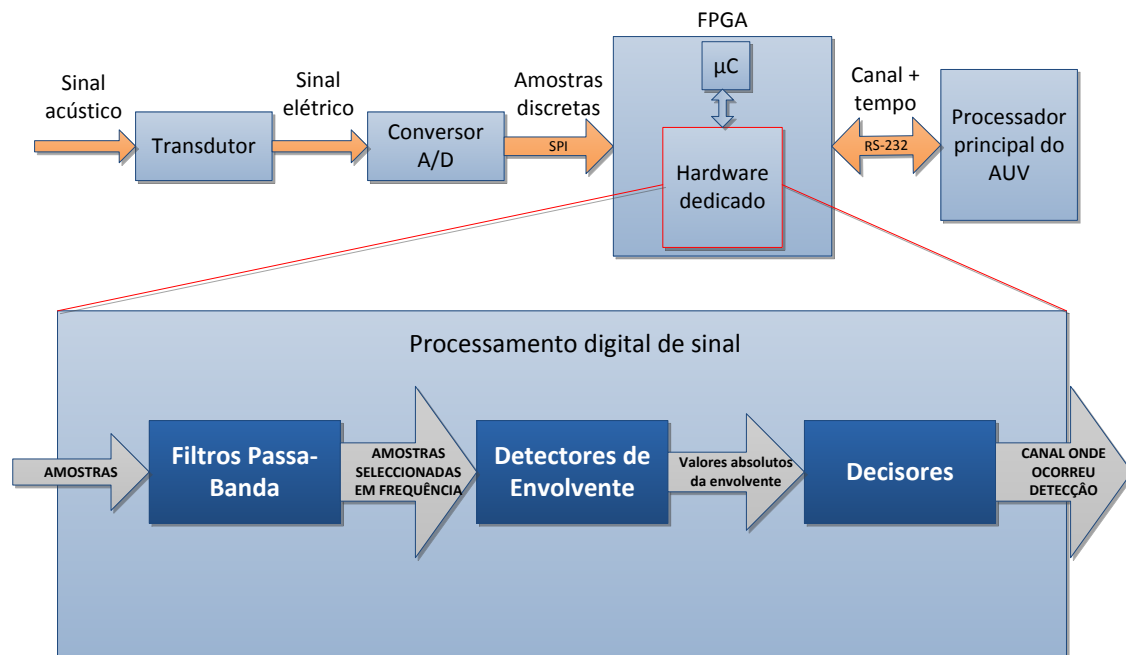 FPGA
Sinal
acústico
Transdutor
Sinal
elétrico
Conversor
A/D
Amostras
discretas
SPI
µC
Hardware
dedicado
Canal +
tempo
RS-232
Processador
principal do
AUV
Processamento digital de sinal
AMOSTRAS
Filtros Passa-
Banda
AMOSTRAS
SELECCIONADAS
EM FREQUÊNCIA
Detectores de
Envolvente
Valores absolutos
da envolvente
Decisores
CANAL ONDE
OCORREU
DETECÇÂO